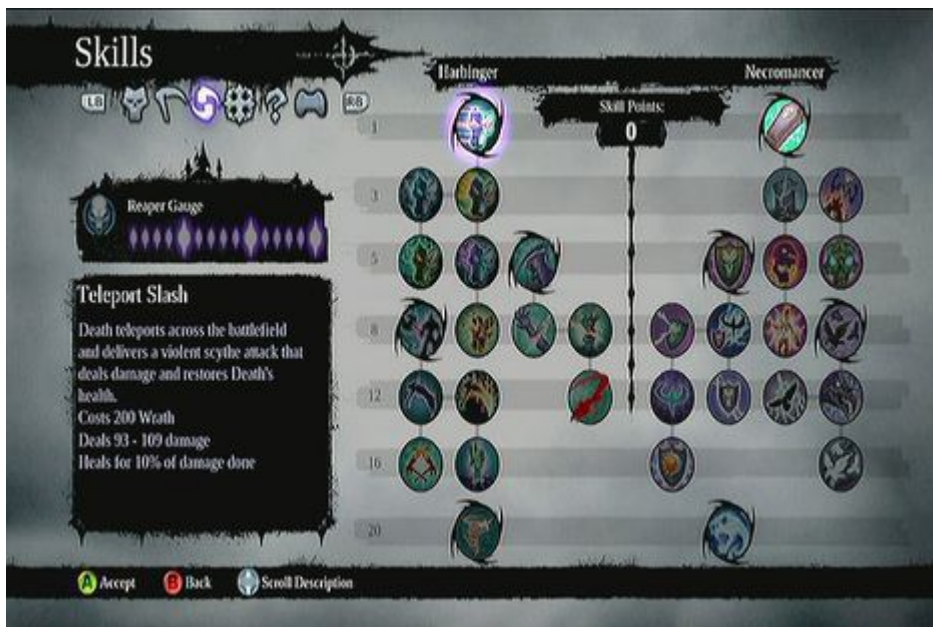 Skills
Harbinger
Necromancer
LB
?
RB
Skill Points:
0
1
3
5
8
12
16
20
Reaper Gauge
Teleport Slash
Death teleports across the battlefield
and delivers a violent scythe attack that
deals damage and restores Death's
health.
Costs 200 Wrath
Deals 93 - 109 damage
Heals for 10% of damage done
A Accept
B Back
Scroll Description